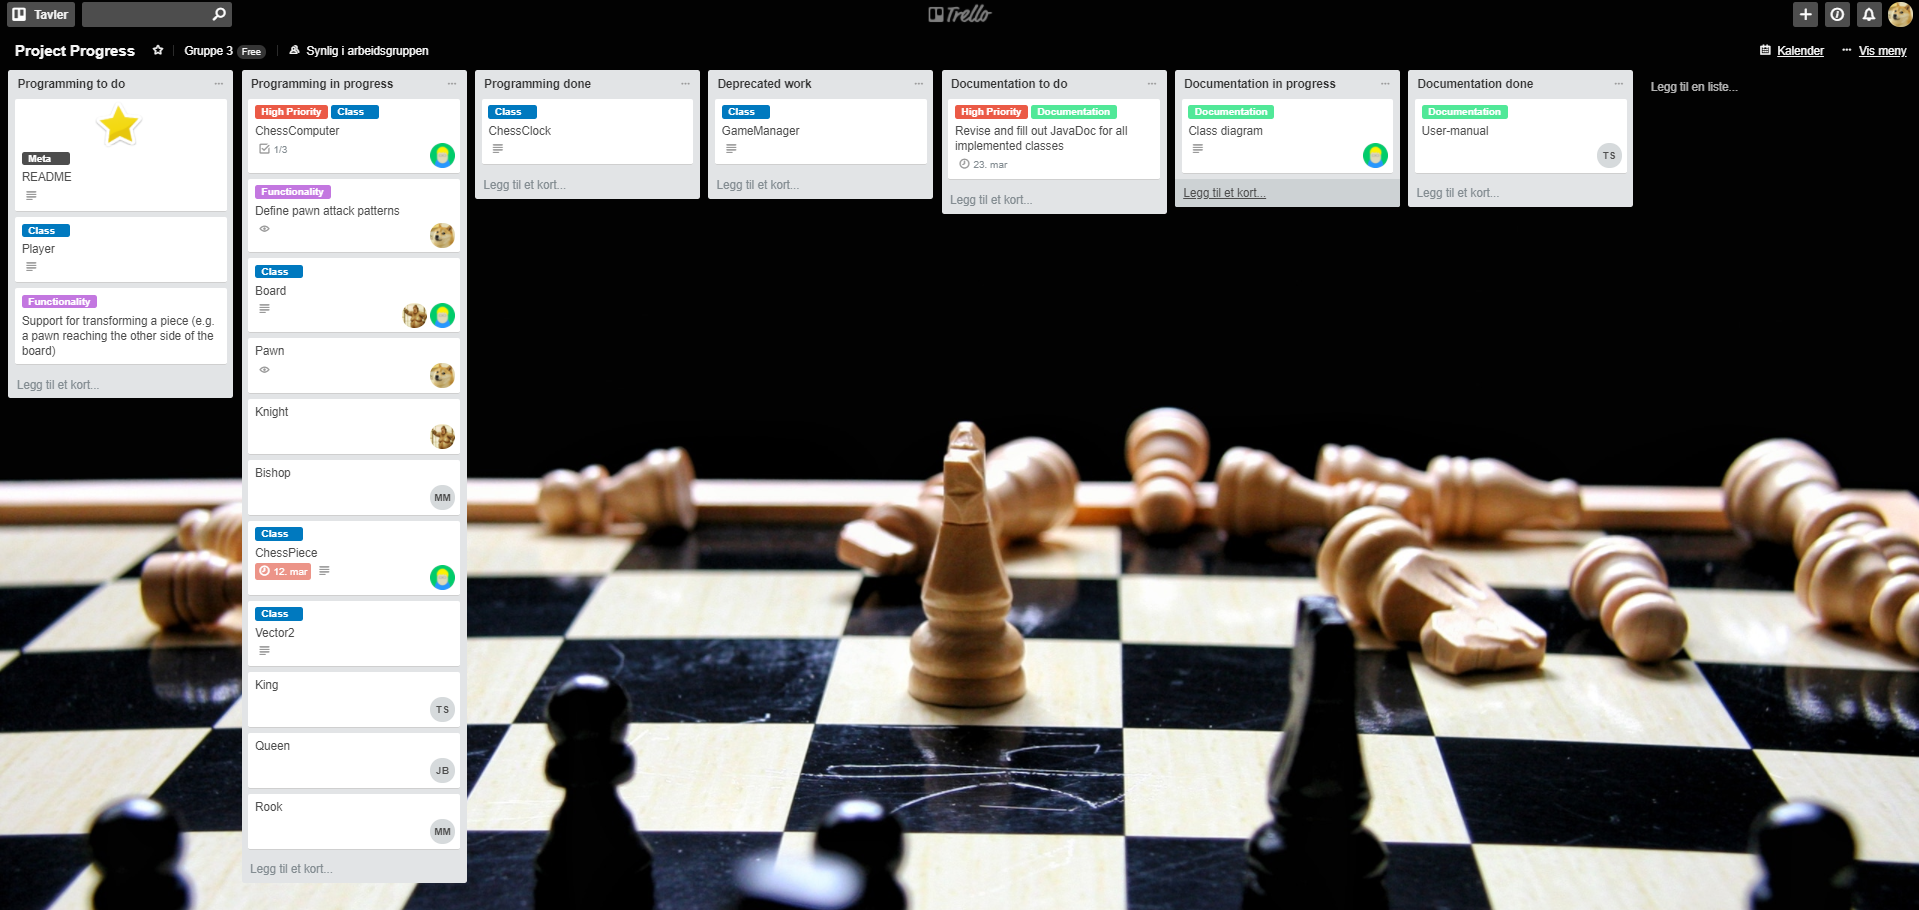 Tavler
Trello
Project Progress
Gruppe 3 Free
Synlig i arbeidsgruppen
Kalender
Vis meny
Programming to do
Meta
README
Class
Player
Functionality
Support for transforming a piece (e.g.
a pawn reaching the other side of the
board)
Legg til et kort...
Programming in progress
High Priority Class
ChessComputer
1/3
Functionality
Define pawn attack patterns
Class
Board
Pawn
Knight
Bishop
MM
Class
ChessPiece
12. mar
Class
Vector2
King
TS
Queen
JB
Rook
MM
Legg til et kort...
Programming done
Class
ChessClock
Legg til et kort...
Deprecated work
Class
GameManager
Legg til et kort...
Documentation to do
High Priority Documentation
Revise and fill out JavaDoc for all
implemented classes
23. mar
Legg til et kort...
Documentation in progress
Documentation
Class diagram
Legg til et kort...
Documentation done
Documentation
User-manual
TS
Legg til et kort...
Legg til en liste...